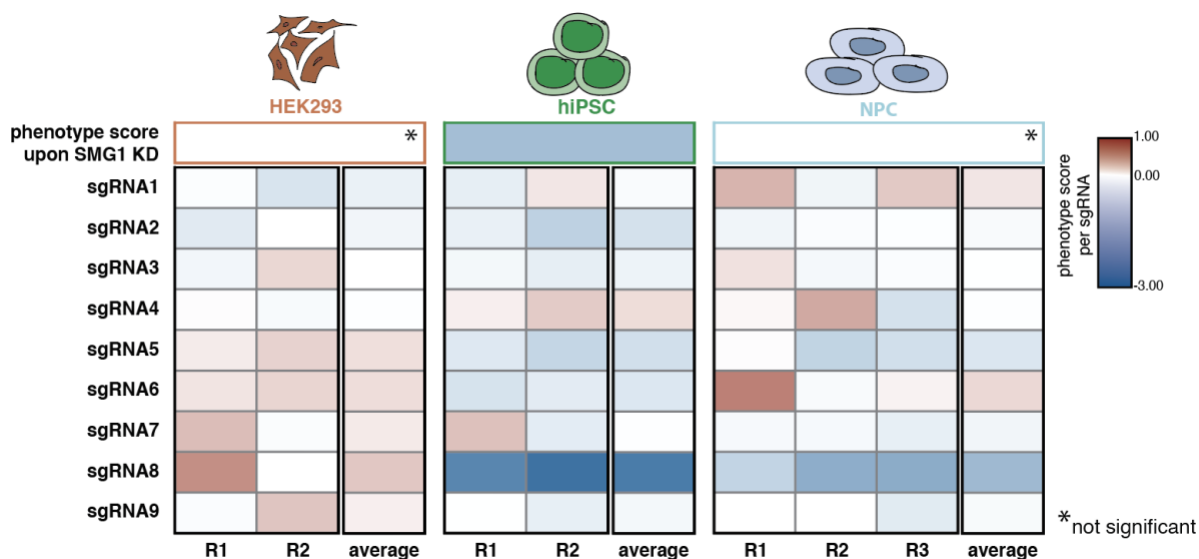 HEK293 hiPSC NPC
phenotype score
upon SMG1 KD
*
*
sgRNA1
sgRNA2
sgRNA3
sgRNA4
sgRNA5
sgRNA6
sgRNA7
sgRNA8
sgRNA9
R1 R2 average R1 R2 average R1 R2 R3 average
phenotype score
per sgRNA
1.00
0.00
-3.00
*not significant